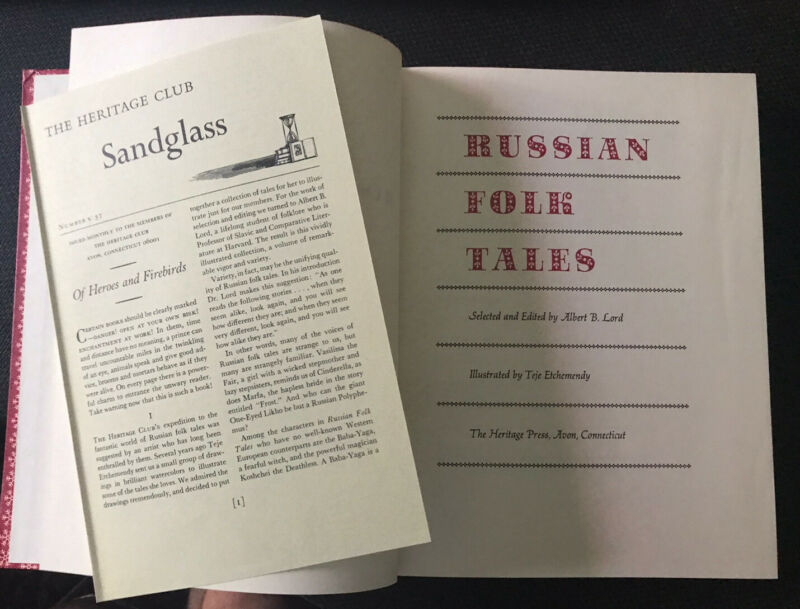 THE HERITAGE CLUB
Sandglass
NUMBER V 37
ISSUED MONTHLY TO THE MEMBERS OF
THE HERITAGE CLUB
AVON, CONNECTICUT 06001
Of Heroes and Firebirds
CERTAIN BOOKS should be clearly marked
—DANGER! OPEN AT YOUR OWN RISK!
ENCHANTMENT AT WORK! In them, time
and distance have no meaning, a prince can
travel uncountable miles in the twinkling
of an eye, animals speak and give good ad-
vice, brooms and mortars behave as if they
were alive. On every page there is a power-
ful charm to entrance the unwary reader.
Take warning now that this is such a book!
I
THE HERITAGE CLUB'S expedition to the
fantastic world of Russian folk tales was
suggested by an artist who has long been
enthralled by them. Several years ago Teje
Etchemendy sent us a small group of draw-
ings in brilliant watercolors to illustrate
some of the tales she loves. We admired the
drawings tremendously, and decided to put
together a collection of tales for her to illus-
trate just for our members. For the work of
selection and editing we turned to Albert B.
Lord, a lifelong student of folklore who is
Professor of Slavic and Comparative Liter-
ature at Harvard. The result is this vividly
illustrated collection, a volume of remark-
able vigor and variety.
Variety, in fact, may be the unifying qual-
ity of Russian folk tales. In his introduction
Dr. Lord makes this suggestion: "As one
reads the following stories . . . . , when they
seem alike, look again, and you will see
how different they are; and when they seem
very different, look again, and you will see
how alike they are."
In other words, many of the voices of
Russian folk tales are strange to us, but
many are strangely familiar. Vasilissa the
Fair, a girl with a wicked stepmother and
lazy stepsisters, reminds us of Cinderella, as
does Marfa, the hapless bride in the story
entitled "Frost." And who can the giant
One-Eyed Likho be but a Russian Polyphe-
mus?
Among the characters in Russian Folk
Tales who have no well-known Western
European counterparts are the Baba-Yaga,
a fearful witch, and the powerful magician
Koshchei the Deathless. A Baba-Yaga is a
[1]
RUSSIAN
FOLK
TALES
Selected and Edited by Albert B. Lord
Illustrated by Teje Etchemendy
The Heritage Press, Avon, Connecticut